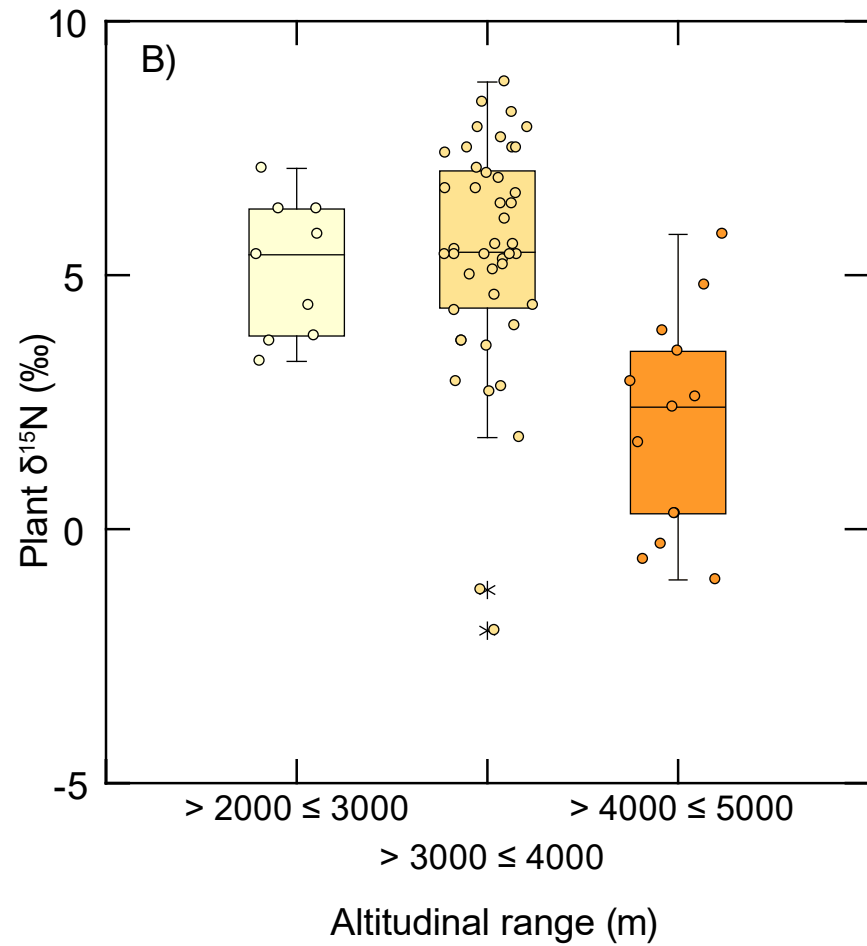 B)
10
5
0
-5
Plant δ¹⁵N (‰)
> 2000 ≤ 3000
> 4000 ≤ 5000
> 3000 ≤ 4000
Altitudinal range (m)